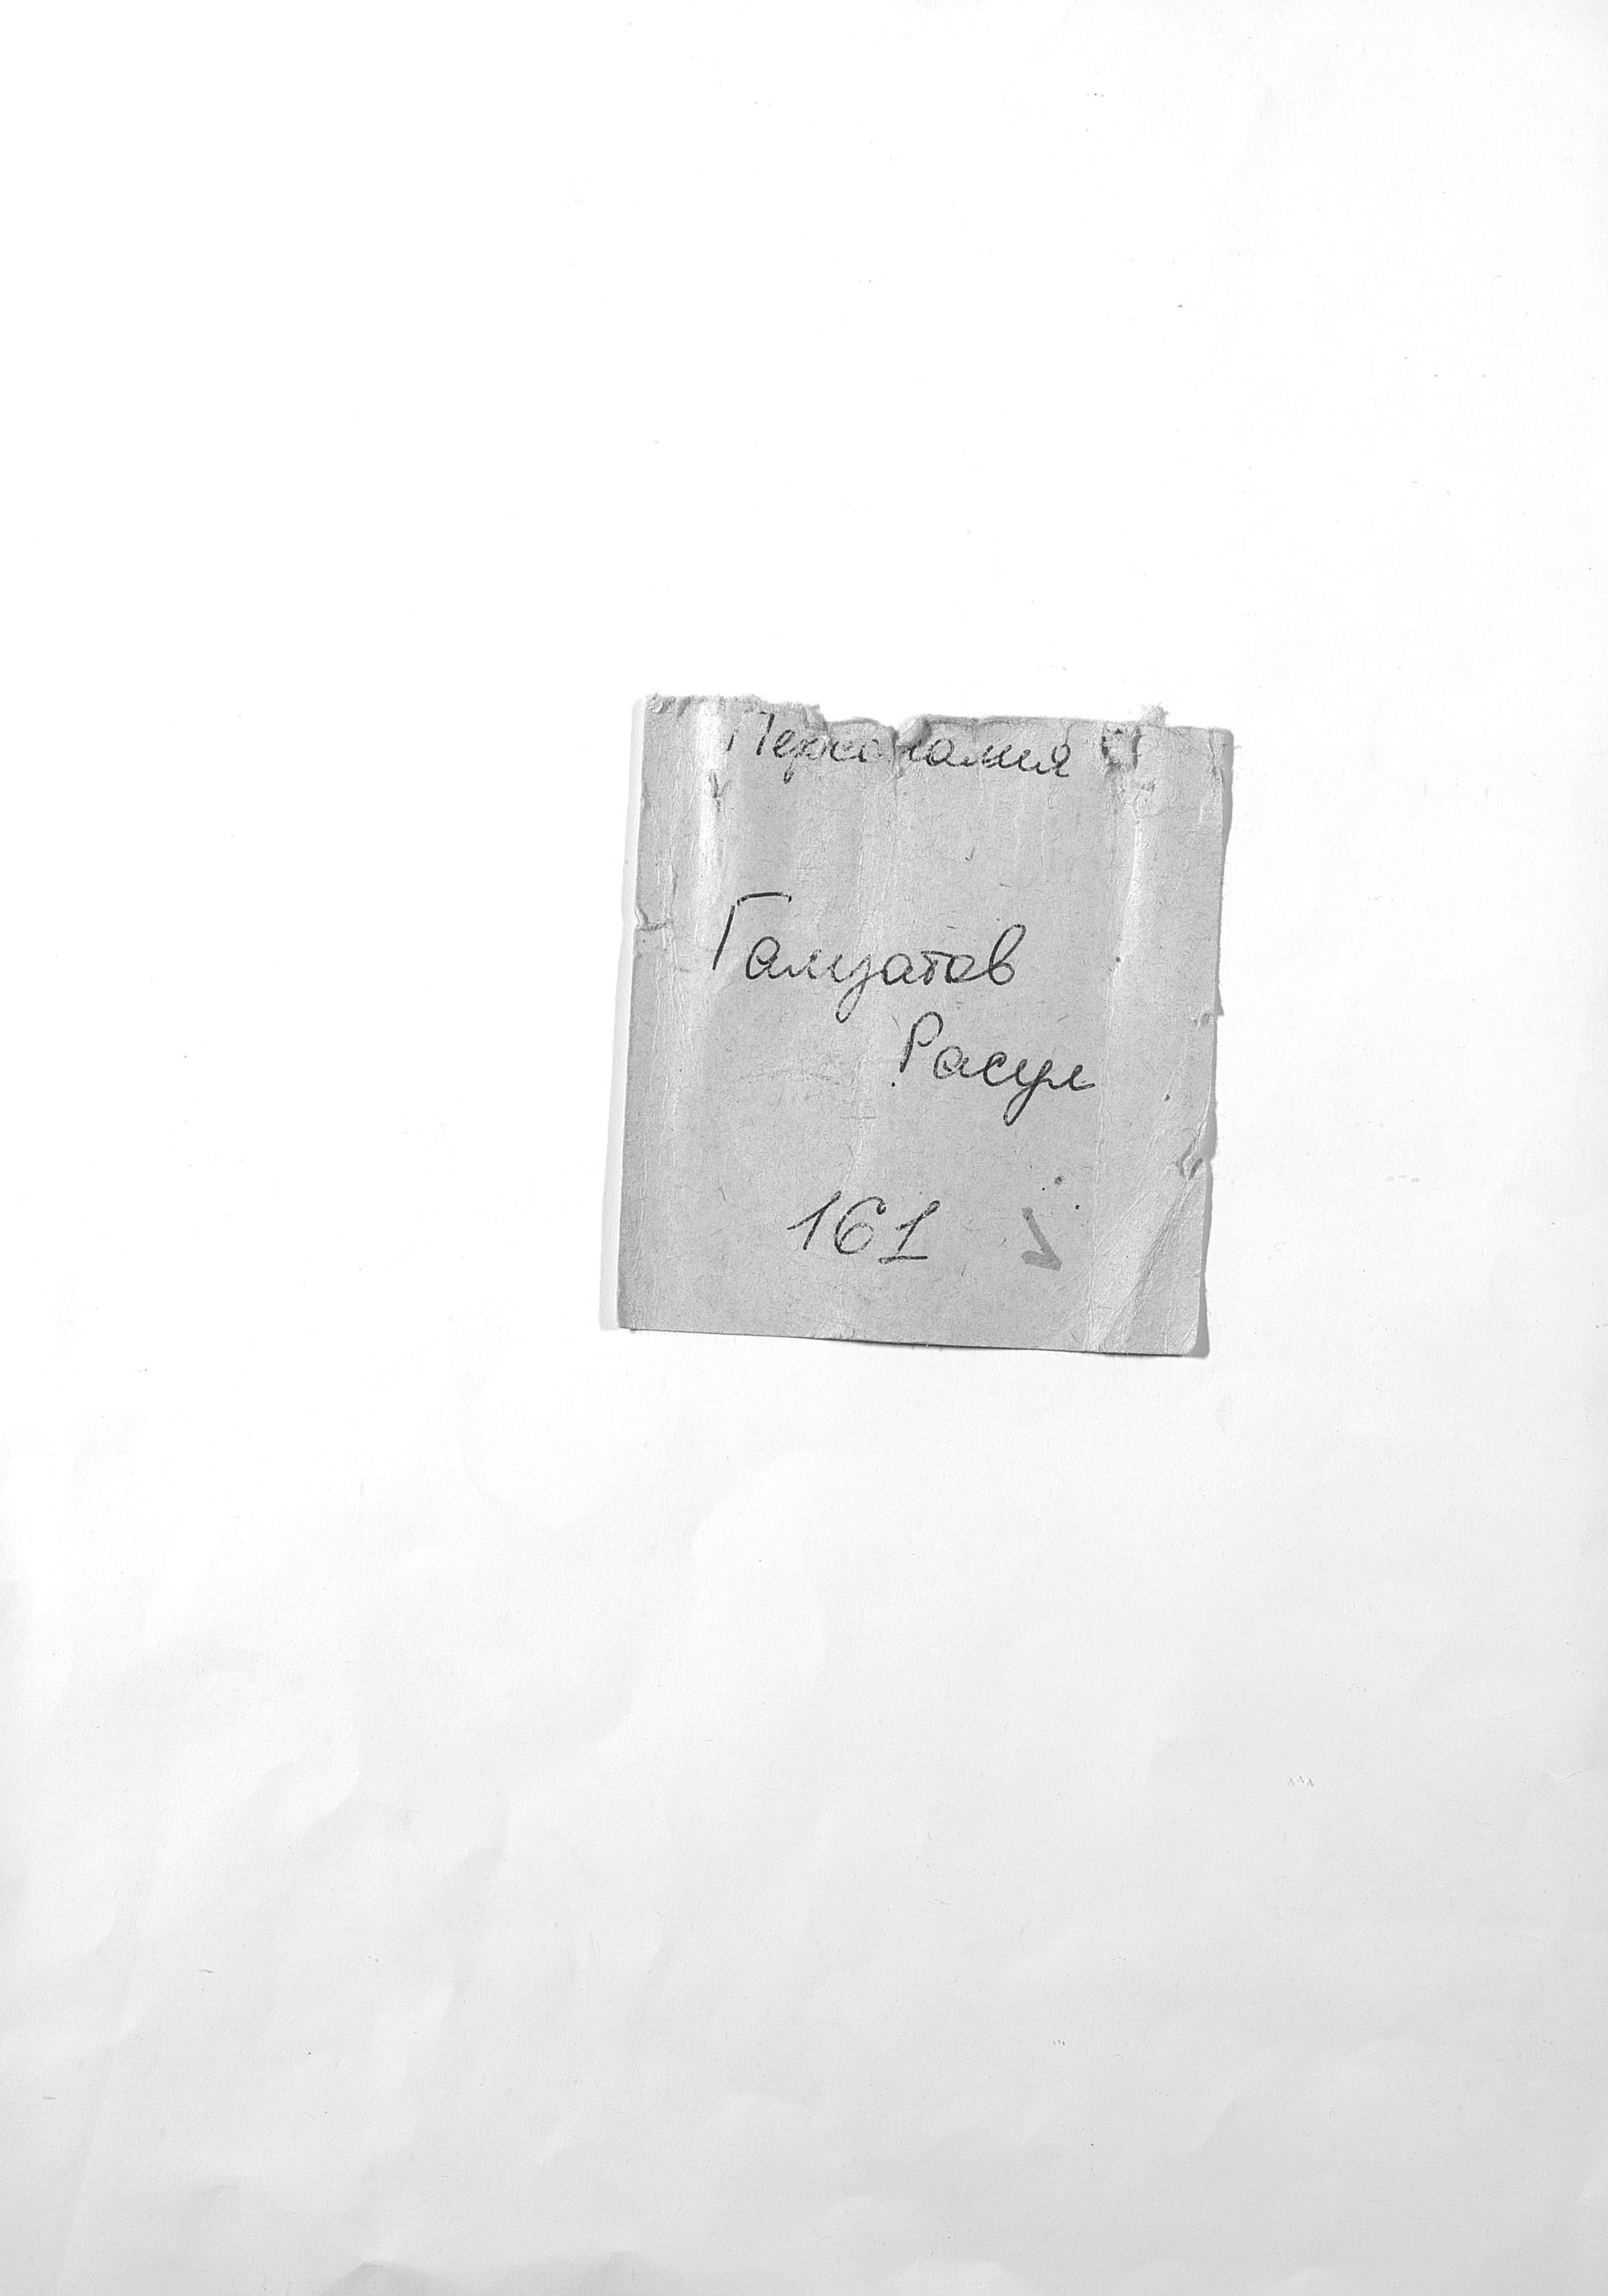 Персоналия
Гамзатов
Расул
161